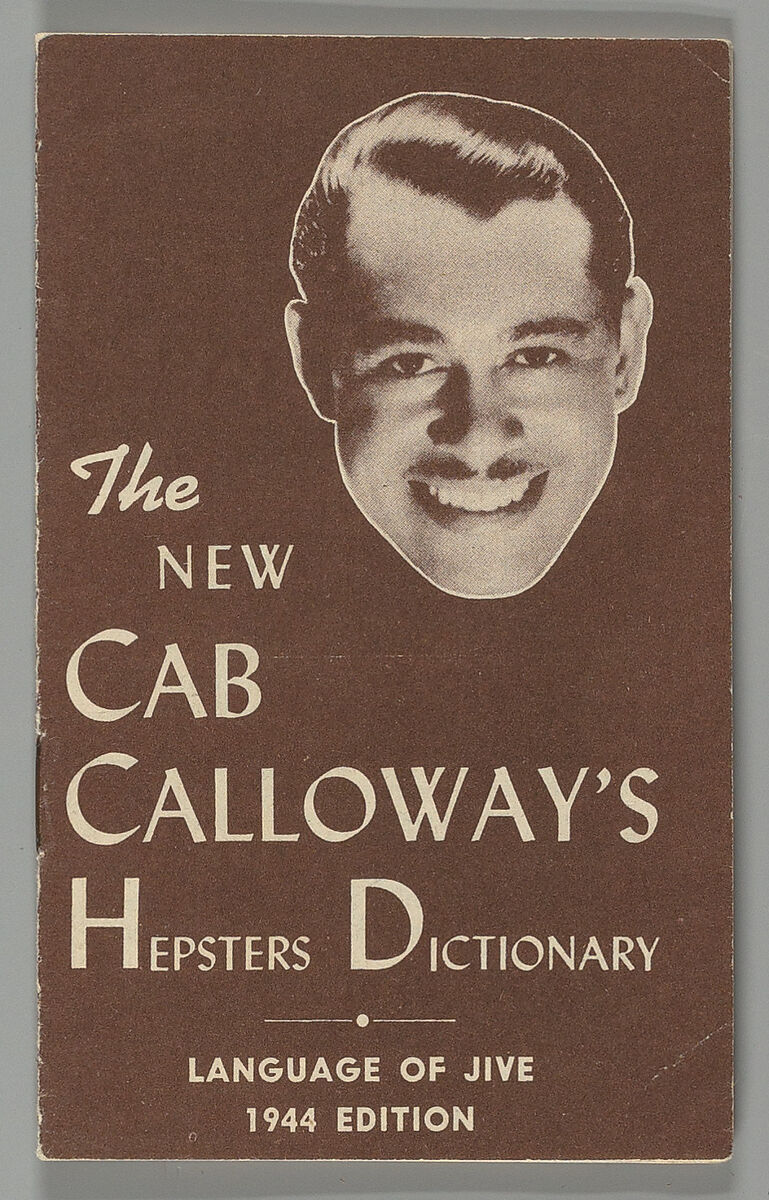 The
NEW
CAB
CALLOWAY'S
HEPSTERS DICTIONARY
LANGUAGE OF JIVE
1944 EDITION